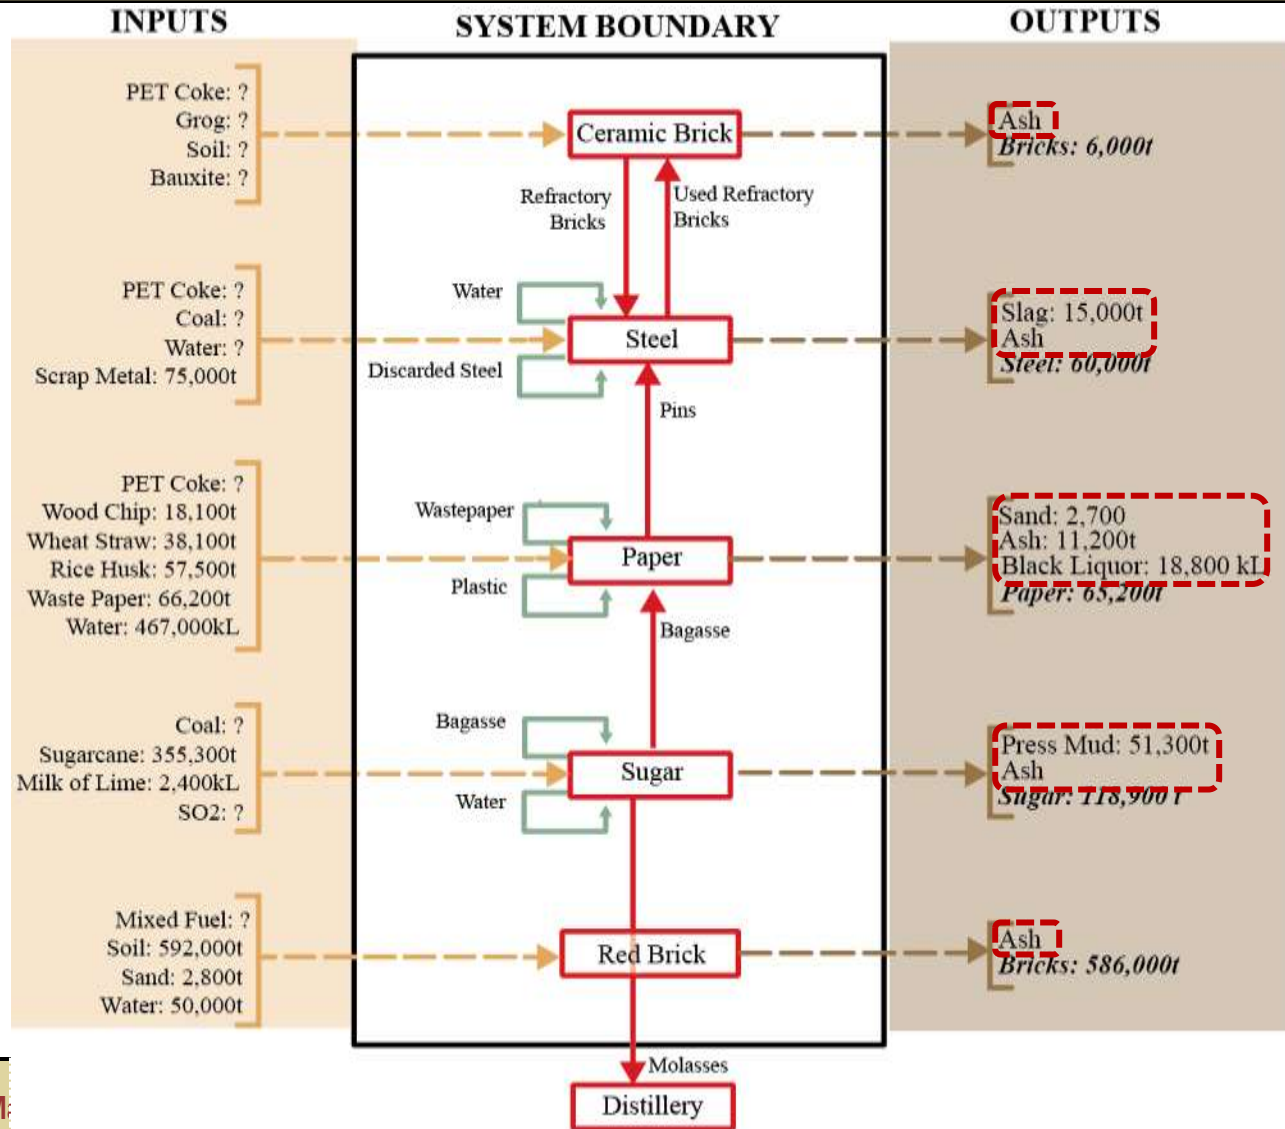 INPUTS
SYSTEM BOUNDARY
OUTPUTS
PET Coke: ?
Grog: ?
Soil: ?
Bauxite: ?
Ceramic Brick
Ash
Bricks: 6,000t
Refractory
Bricks
Used Refractory
Bricks
PET Coke: ?
Coal: ?
Water: ?
Scrap Metal: 75,000t
Water
Discarded Steel
Steel
Slag: 15,000t
Ash
Steel: 60,000t
Pins
PET Coke: ?
Wood Chip: 18,100t
Wheat Straw: 38,100t
Rice Husk: 57,500t
Waste Paper: 66,200t
Water: 467,000kL
Wastepaper
Plastic
Paper
Sand: 2,700
Ash: 11,200t
Black Liquor: 18,800 kL
Paper: 65,200t
Bagasse
Coal: ?
Sugarcane: 355,300t
Milk of Lime: 2,400kL
SO2: ?
Bagasse
Water
Sugar
Press Mud: 51,300t
Ash
Sugar: 118,900 t
Mixed Fuel: ?
Soil: 592,000t
Sand: 2,800t
Water: 50,000t
Red Brick
Ash
Bricks: 586,000t
Molasses
Distillery